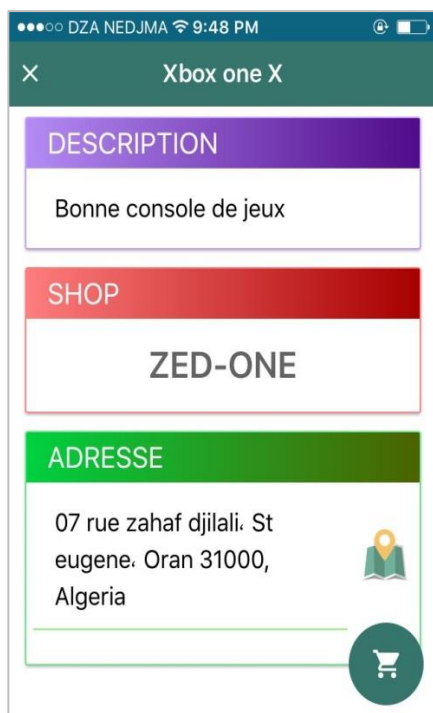 DZA NEDJMA 9:48 PM
Xbox one X
DESCRIPTION
Bonne console de jeux
SHOP
ZED-ONE
ADRESSE
07 rue zahaf djilali، St
eugene، Oran 31000,
Algeria